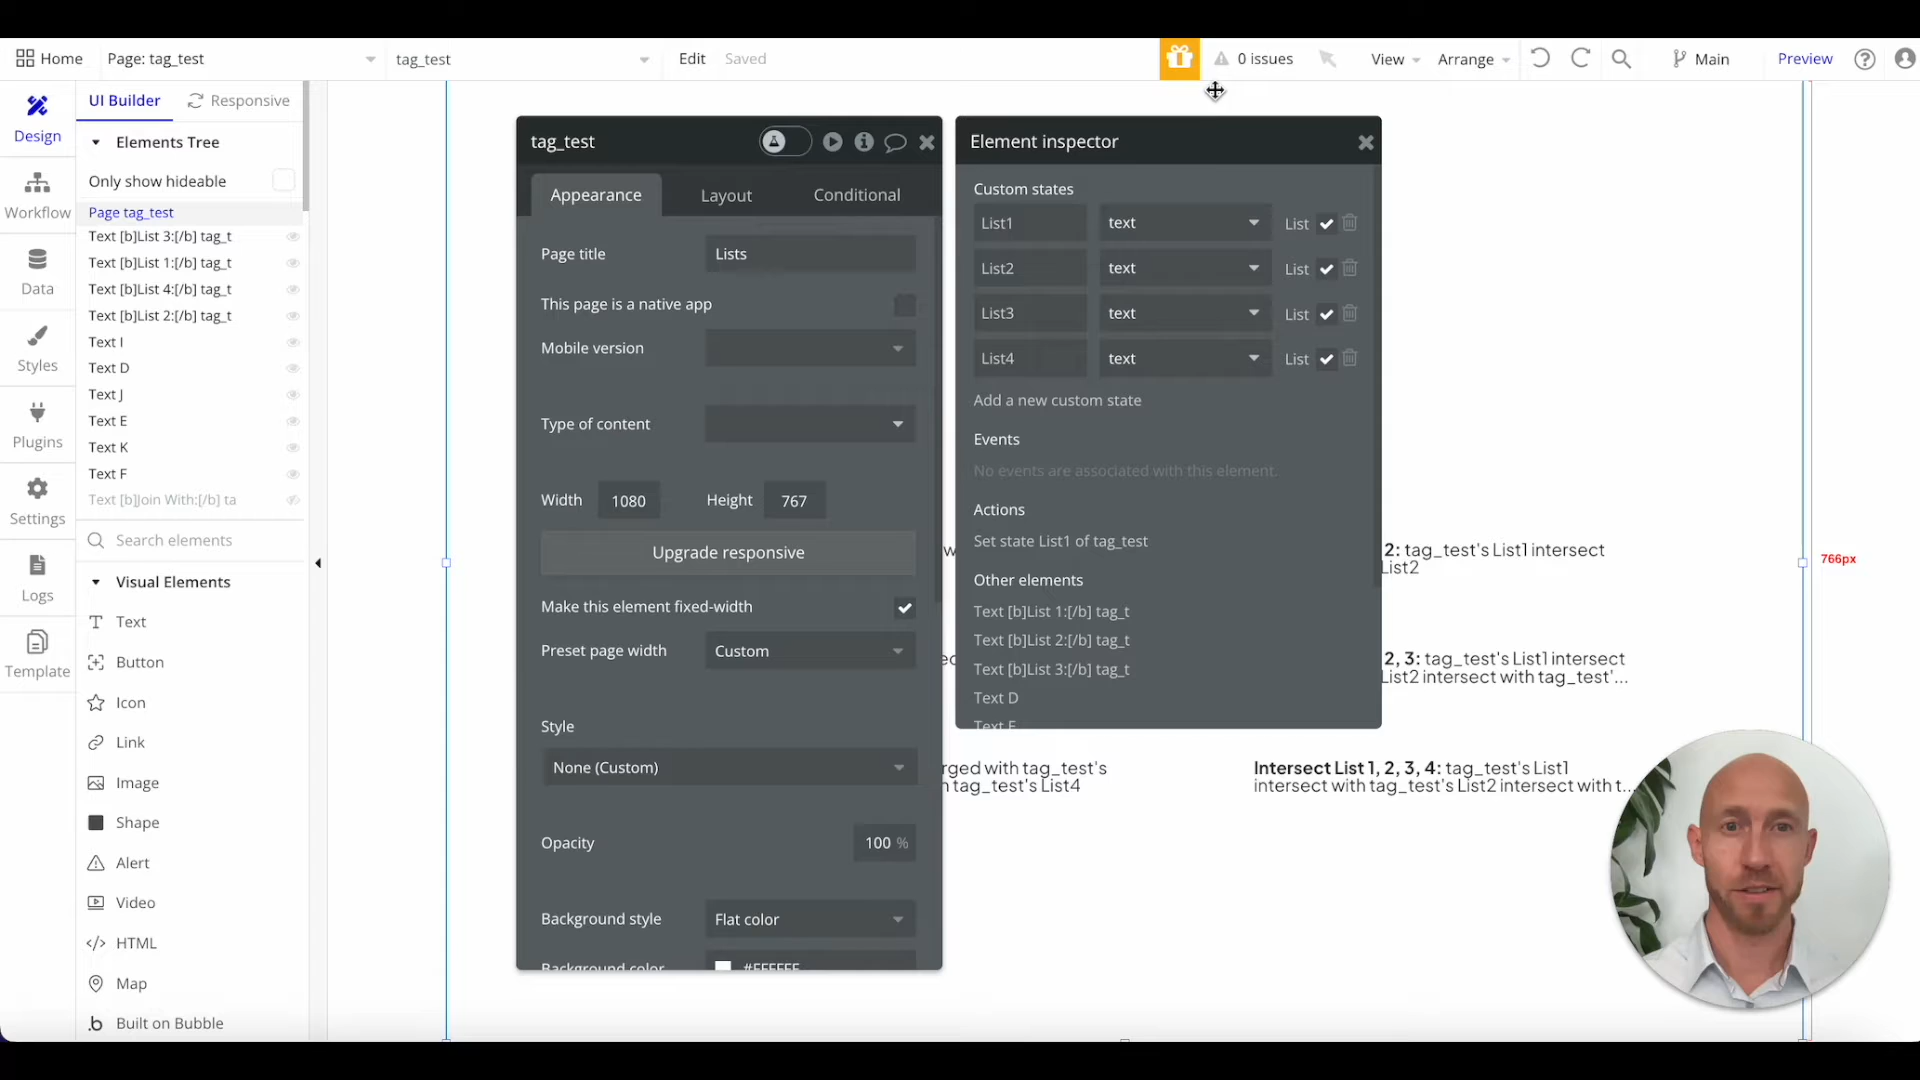 Home
Page: tag_test
tag_test
Edit
Saved
0 issues
View
Arrange
Main
Preview
Design
Workflow
Data
Styles
Plugins
Settings
Logs
Template
UI Builder
Responsive
Elements Tree
Only show hideable
Page tag_test
Text [b]List 3:[/b] tag_t
Text [b]List 1:[/b] tag_t
Text [b]List 4:[/b] tag_t
Text [b]List 2:[/b] tag_t
Text I
Text D
Text J
Text E
Text K
Text F
Text [b]Join With:[/b] ta
Search elements
Visual Elements
Text
Button
Icon
Link
Image
Shape
Alert
Video
HTML
Map
Built on Bubble
tag_test
Appearance
Layout
Conditional
Page title
Lists
This page is a native app
Mobile version
Type of content
Width
1080
Height
767
Upgrade responsive
Make this element fixed-width
Preset page width
Custom
Style
None (Custom)
Opacity
100 %
Background style
Flat color
Background color
#FFFFFF
Element inspector
Custom states
List1 text List
List2 text List
List3 text List
List4 text List
Add a new custom state
Events
No events are associated with this element.
Actions
Set state List1 of tag_test
Other elements
Text [b]List 1:[/b] tag_t
Text [b]List 2:[/b] tag_t
Text [b]List 3:[/b] tag_t
Text D
Text E
2: tag_test's List1 intersect
List2
2, 3: tag_test's List1 intersect
List2 intersect with tag_test'...
rged with tag_test's
tag_test's List4
Intersect List 1, 2, 3, 4: tag_test's List1
intersect with tag_test's List2 intersect with t...
766px